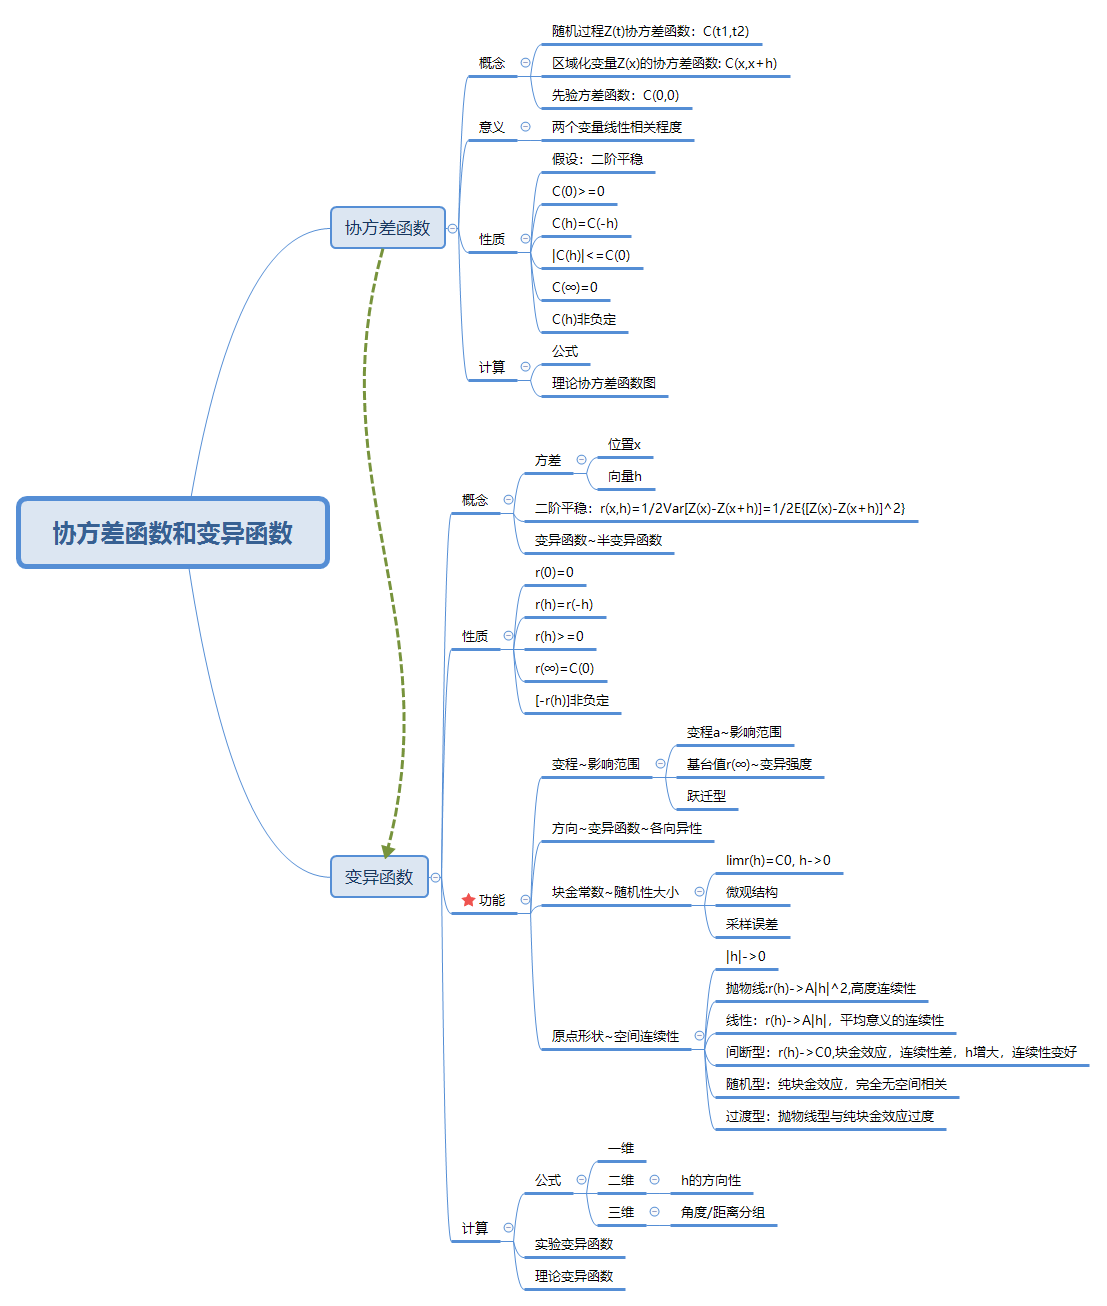 协方差函数和变异函数
协方差函数
概念
随机过程Z(t)协方差函数：C(t1,t2)
区域化变量Z(x)的协方差函数: C(x,x+h)
先验方差函数：C(0,0)
意义
两个变量线性相关程度
性质
假设：二阶平稳
C(0)>=0
C(h)=C(-h)
|C(h)|<=C(0)
C(∞)=0
C(h)非负定
计算
公式
理论协方差函数图
变异函数
概念
方差
位置x
向量h
二阶平稳：r(x,h)=1/2Var[Z(x)-Z(x+h)]=1/2E{[Z(x)-Z(x+h)]^2}
变异函数~半变异函数
性质
r(0)=0
r(h)=r(-h)
r(h)>=0
r(∞)=C(0)
[-r(h)]非负定
功能
变程~影响范围
变程a~影响范围
基台值r(∞)~变异强度
跃迁型
方向~变异函数~各向异性
块金常数~随机性大小
limr(h)=C0, h->0
微观结构
采样误差
原点形状~空间连续性
|h|->0
抛物线:r(h)->A|h|^2,高度连续性
线性：r(h)->A|h|，平均意义的连续性
间断型：r(h)->C0,块金效应，连续性差，h增大，连续性变好
随机型：纯块金效应，完全无空间相关
过渡型：抛物线型与纯块金效应过度
计算
公式
一维
二维
h的方向性
三维
角度/距离分组
实验变异函数
理论变异函数